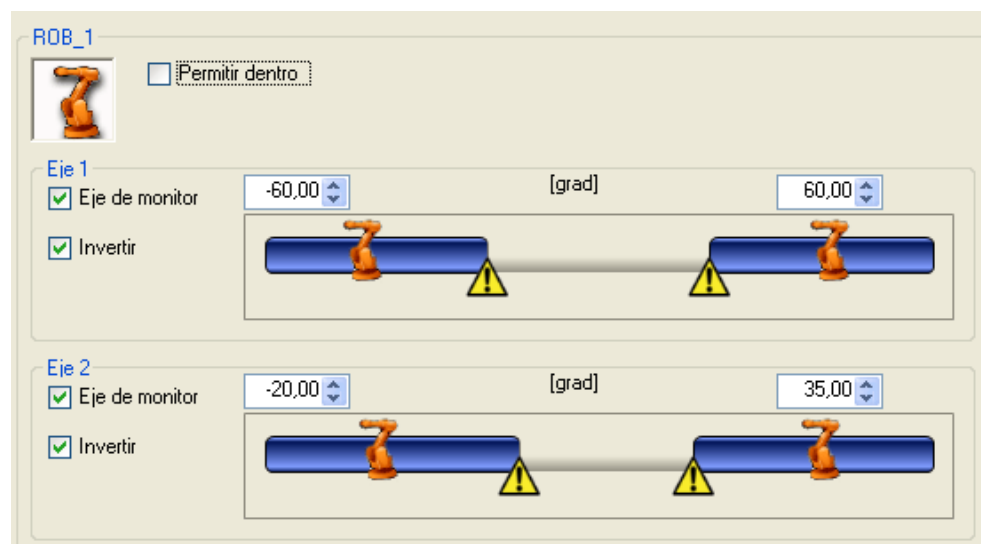 ROB_1
Permitir dentro
Eje 1
Eje de monitor
-60,00
[grad]
60,00
Invertir
Eje 2
Eje de monitor
-20,00
[grad]
35,00
Invertir